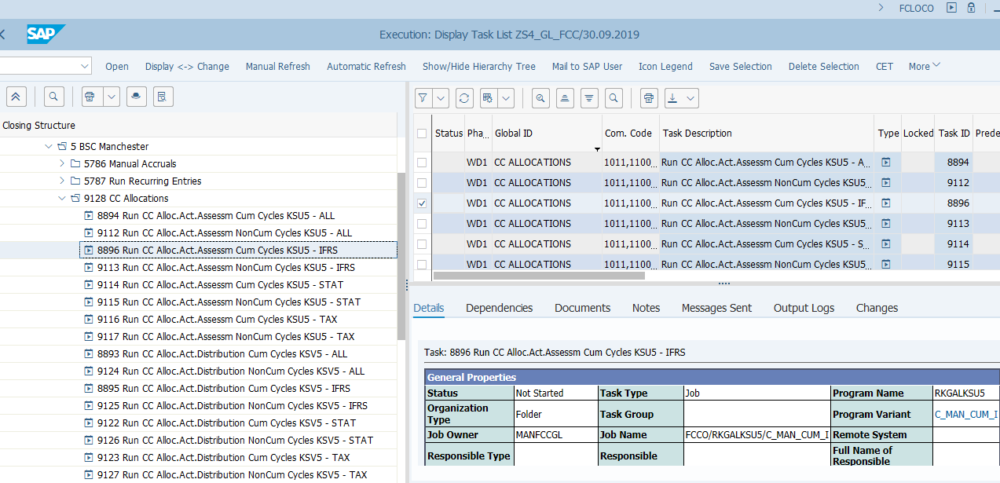 FCLOCO
SAP
Execution: Display Task List ZS4_GL_FCC/30.09.2019
Open Display <-> Change Manual Refresh Automatic Refresh Show/Hide Hierarchy Tree Mail to SAP User Icon Legend Save Selection Delete Selection CET More
Closing Structure
5 BSC Manchester
5786 Manual Accruals
5787 Run Recurring Entries
9128 CC Allocations
8894 Run CC Alloc.Act.Assessm Cum Cycles KSU5 - ALL
9112 Run CC Alloc.Act.Assessm NonCum Cycles KSU5 - ALL
8896 Run CC Alloc.Act.Assessm Cum Cycles KSU5 - IFRS
9113 Run CC Alloc.Act.Assessm NonCum Cycles KSU5 - IFRS
9114 Run CC Alloc.Act.Assessm Cum Cycles KSU5 - STAT
9115 Run CC Alloc.Act.Assessm NonCum Cycles KSU5 - STAT
9116 Run CC Alloc.Act.Assessm Cum Cycles KSU5 - TAX
9117 Run CC Alloc.Act.Assessm NonCum Cycles KSU5 - TAX
8893 Run CC Alloc.Act.Distribution Cum Cycles KSV5 - ALL
9124 Run CC Alloc.Act.Distribution NonCum Cycles KSV5 - ALL
8895 Run CC Alloc.Act.Distribution Cum Cycles KSV5 - IFRS
9125 Run CC Alloc.Act.Distribution NonCum Cycles KSV5 - IFRS
9122 Run CC Alloc.Act.Distribution Cum Cycles KSV5 - STAT
9126 Run CC Alloc.Act.Distribution NonCum Cycles KSV5 - STAT
9123 Run CC Alloc.Act.Distribution Cum Cycles KSV5 - TAX
9127 Run CC Alloc.Act.Distribution NonCum Cycles KSV5 - TAX
Status Pha... Global ID Com. Code Task Description Type Locked Task ID Prede
WD1 CC ALLOCATIONS 1011,1100... Run CC Alloc.Act.Assessm Cum Cycles KSU5 - A... 8894
WD1 CC ALLOCATIONS 1011,1100... Run CC Alloc.Act.Assessm NonCum Cycles KSU5... 9112
WD1 CC ALLOCATIONS 1011,1100... Run CC Alloc.Act.Assessm Cum Cycles KSU5 - IF... 8896
WD1 CC ALLOCATIONS 1011,1100... Run CC Alloc.Act.Assessm NonCum Cycles KSU5... 9113
WD1 CC ALLOCATIONS 1011,1100... Run CC Alloc.Act.Assessm Cum Cycles KSU5 - S... 9114
WD1 CC ALLOCATIONS 1011,1100... Run CC Alloc.Act.Assessm NonCum Cycles KSU5... 9115
Details Dependencies Documents Notes Messages Sent Output Logs Changes
Task: 8896 Run CC Alloc.Act.Assessm Cum Cycles KSU5 - IFRS
General Properties
Status Not Started Task Type Job Program Name RKGALKSU5
Organization Type Folder Task Group Program Variant C_MAN_CUM_I
Job Owner MANFCCGL Job Name FCCO/RKGALKSU5/C_MAN_CUM_I Remote System
Responsible Type Responsible Full Name of Responsible